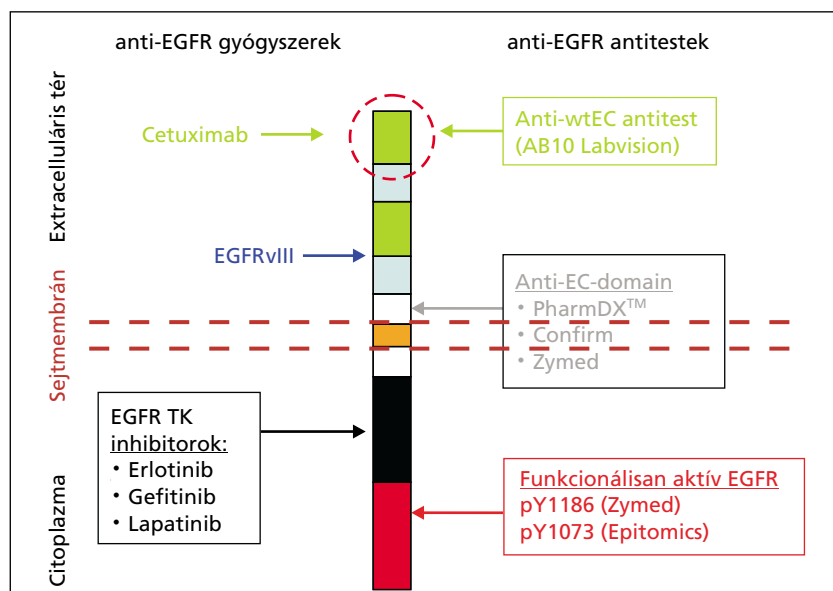 anti-EGFR gyógyszerek
anti-EGFR antitestek
Extracelluláris tér
Cetuximab
Anti-wtEC antitest
(AB10 Labvision)
EGFRvIII
Sejtmembrán
Anti-EC-domain
• PharmDX™
• Confirm
• Zymed
EGFR TK
inhibitorok:
• Erlotinib
• Gefitinib
• Lapatinib
Citoplazma
Funkcionálisan aktív EGFR
pY1186 (Zymed)
pY1073 (Epitomics)